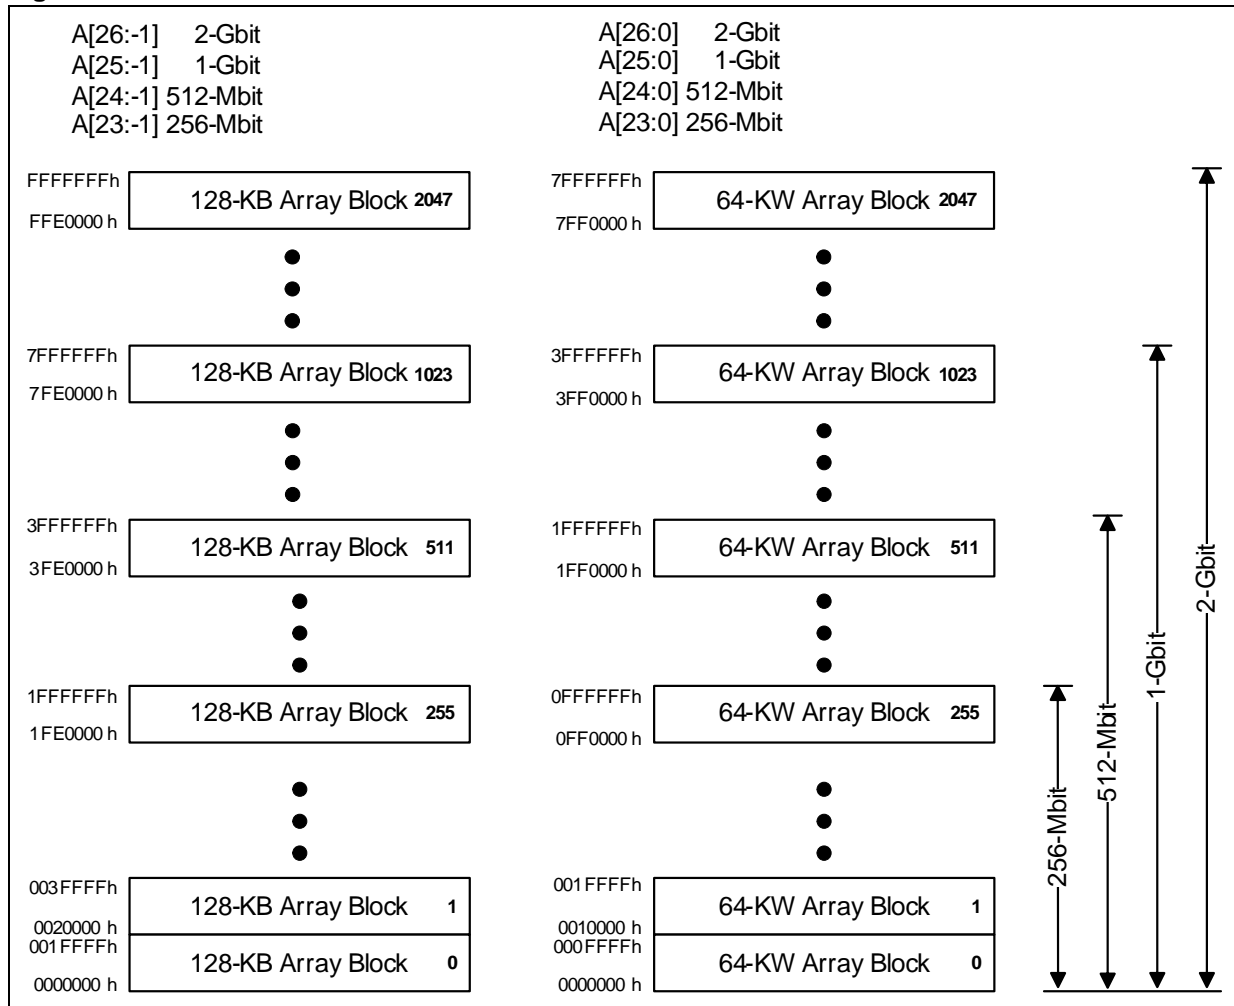 A[26:-1] 2-Gbit
A[25:-1] 1-Gbit
A[24:-1] 512-Mbit
A[23:-1] 256-Mbit
A[26:0] 2-Gbit
A[25:0] 1-Gbit
A[24:0] 512-Mbit
A[23:0] 256-Mbit
FFFFFFFh
128-KB Array Block 2047
FFE0000 h
7FFFFFFh
64-KW Array Block 2047
7FF0000 h
7FFFFFFh
128-KB Array Block 1023
7FE0000 h
3FFFFFFh
64-KW Array Block 1023
3FF0000 h
3FFFFFFh
128-KB Array Block 511
3FE0000 h
1FFFFFFh
64-KW Array Block 511
1FF0000 h
1FFFFFFh
128-KB Array Block 255
1FE0000 h
0FFFFFFh
64-KW Array Block 255
0FF0000 h
003FFFFh
128-KB Array Block 1
0020000 h
001FFFFh
128-KB Array Block 0
0000000 h
001FFFFh
64-KW Array Block 1
0010000 h
000FFFFh
64-KW Array Block 0
0000000 h
256-Mbit
512-Mbit
1-Gbit
2-Gbit